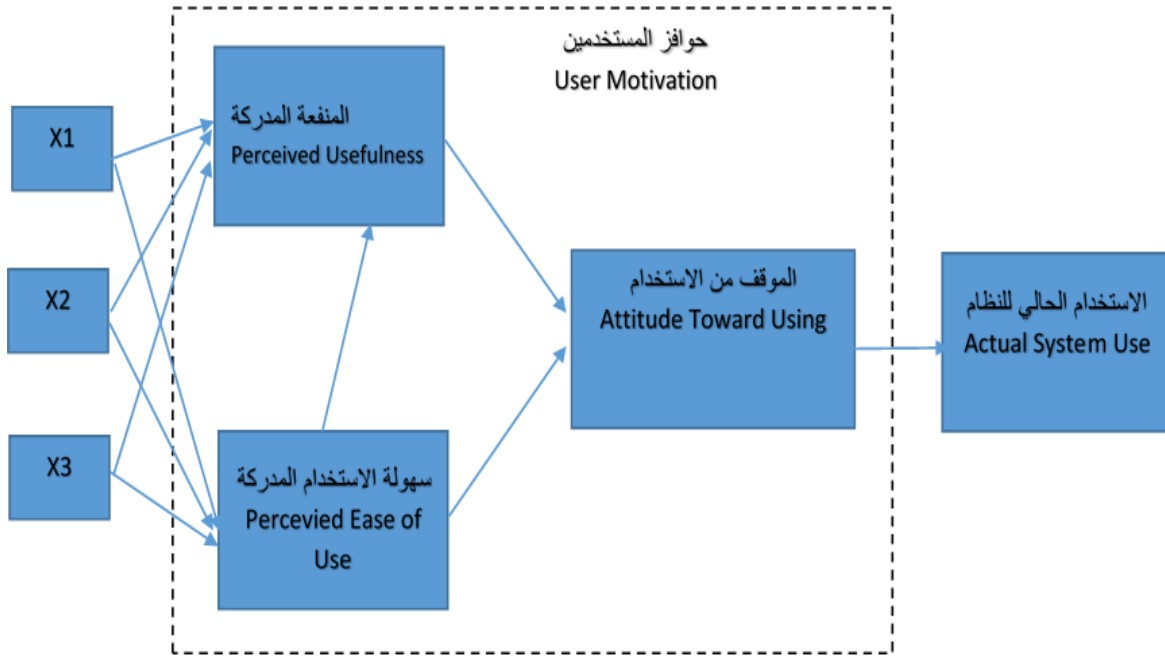 حوافز المستخدمين
User Motivation
X1
X2
X3
المنفعة المدركة
Perceived Usefulness
سهولة الاستخدام المدركة
Percevied Ease of
Use
الموقف من الاستخدام
Attitude Toward Using
الاستخدام الحالي للنظام
Actual System Use